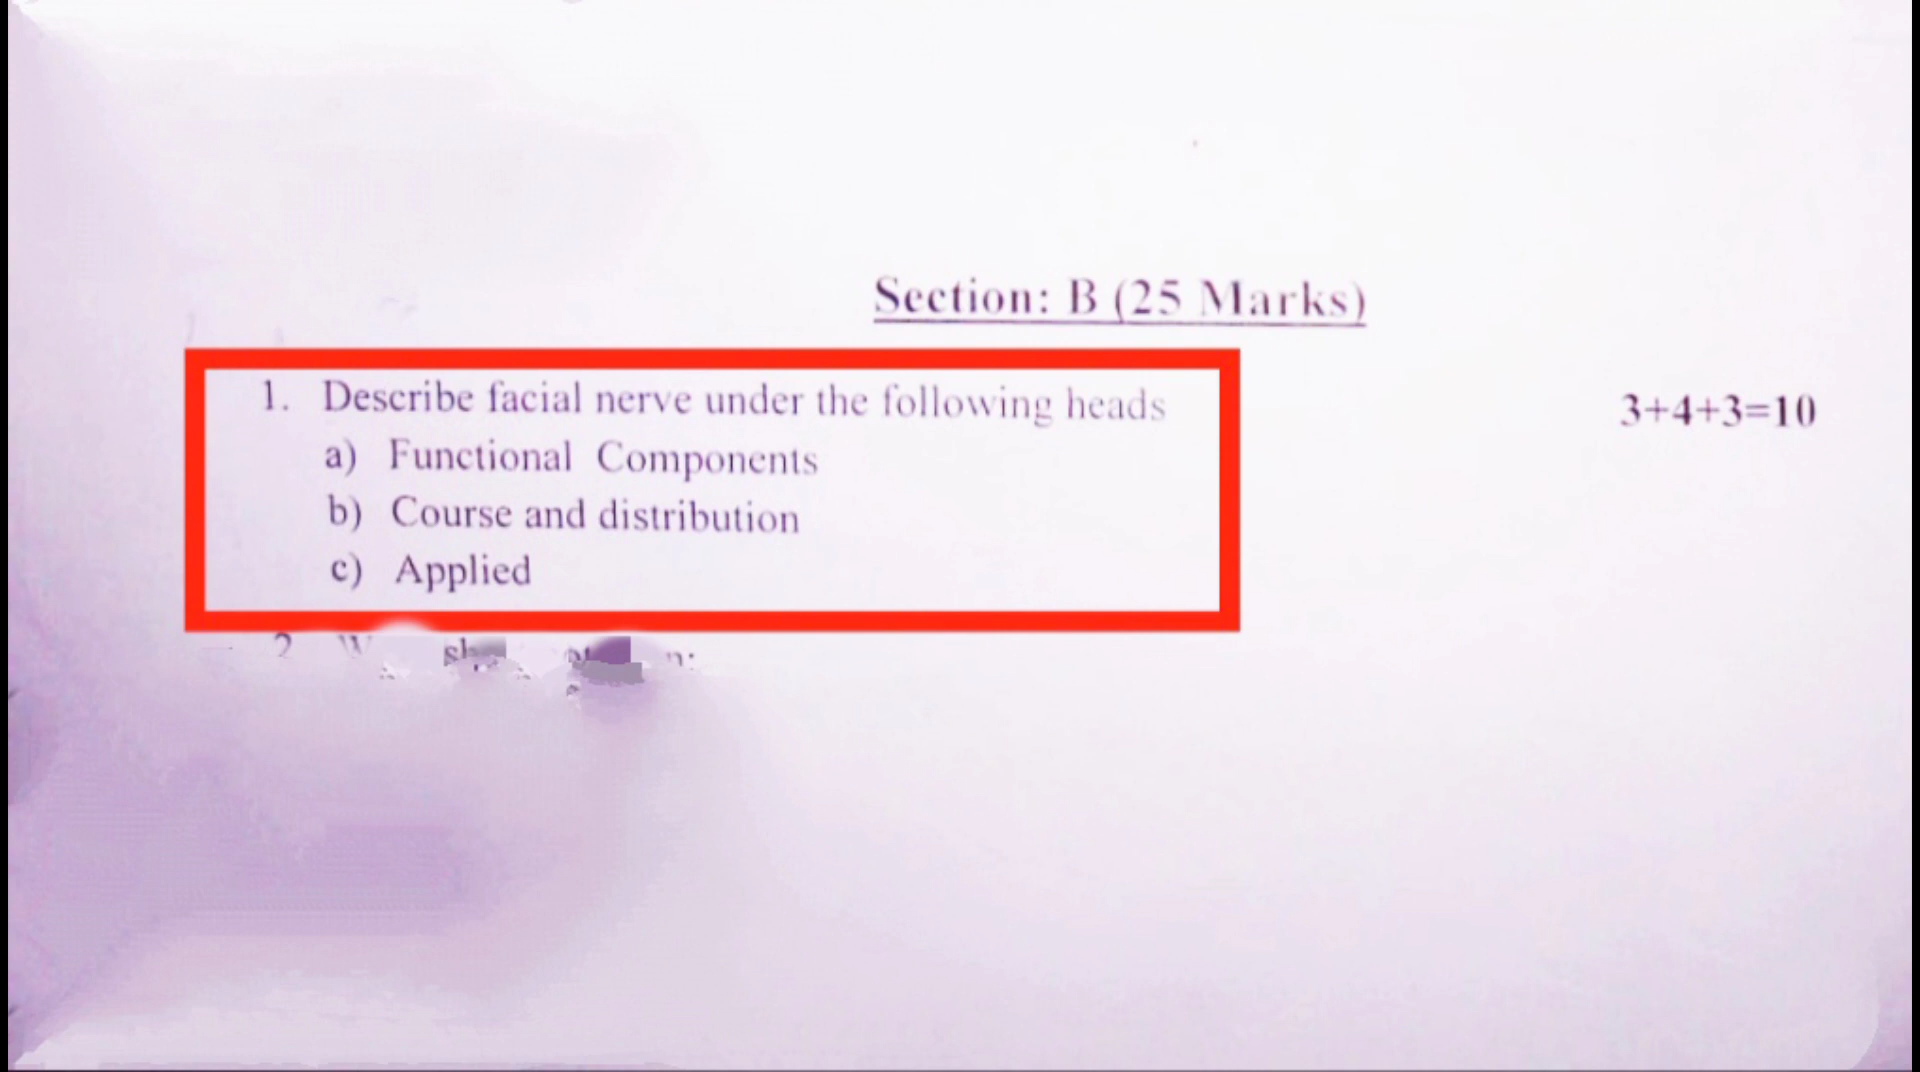 Section: B (25 Marks)
1. Describe facial nerve under the following heads 3+4+3=10
a) Functional Components
b) Course and distribution
c) Applied
2